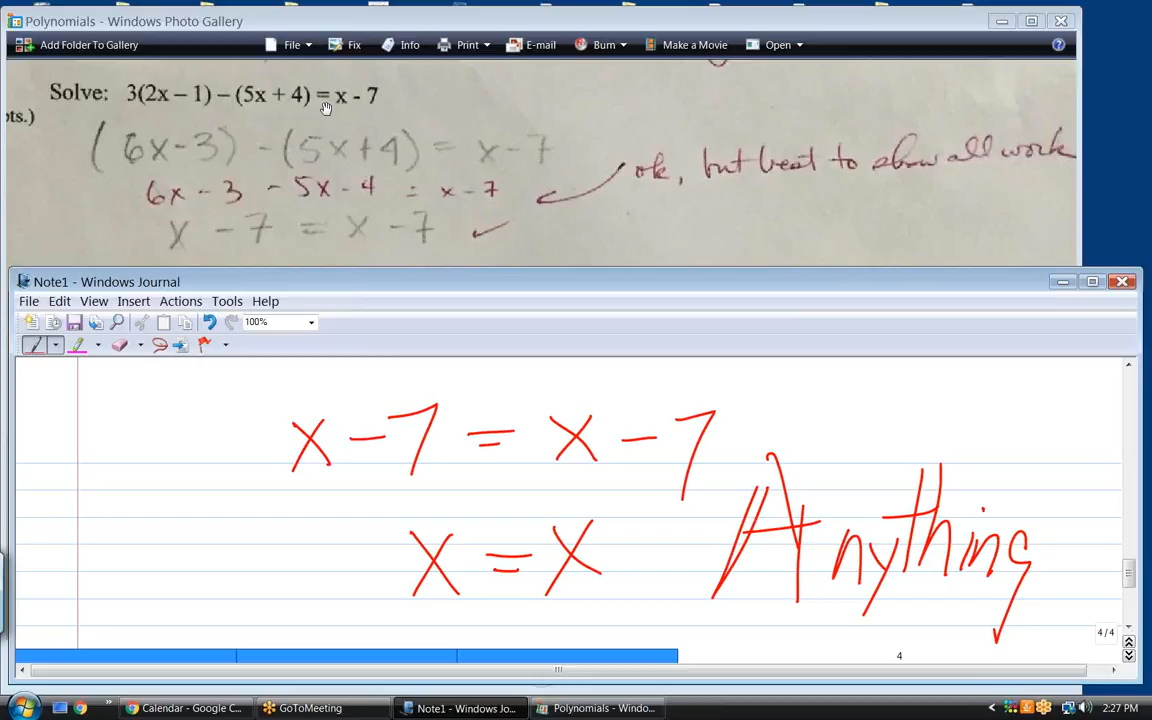 Polynomials - Windows Photo Gallery
Add Folder To Gallery File Fix Info Print E-mail Burn Make a Movie Open
Solve: 3(2x – 1) – (5x + 4) = x - 7
ots.)
(6x-3) -(5x+4) = x-7
ok, but best to show all work
6x - 3 - 5x - 4 = x - 7
x - 7 = x - 7
Note1 - Windows Journal
File Edit View Insert Actions Tools Help
100%
x - 7 = x - 7
x = x Anything
4 / 4
4
Calendar - Google C... GoToMeeting Note1 - Windows Jo... Polynomials - Windo... 2:27 PM